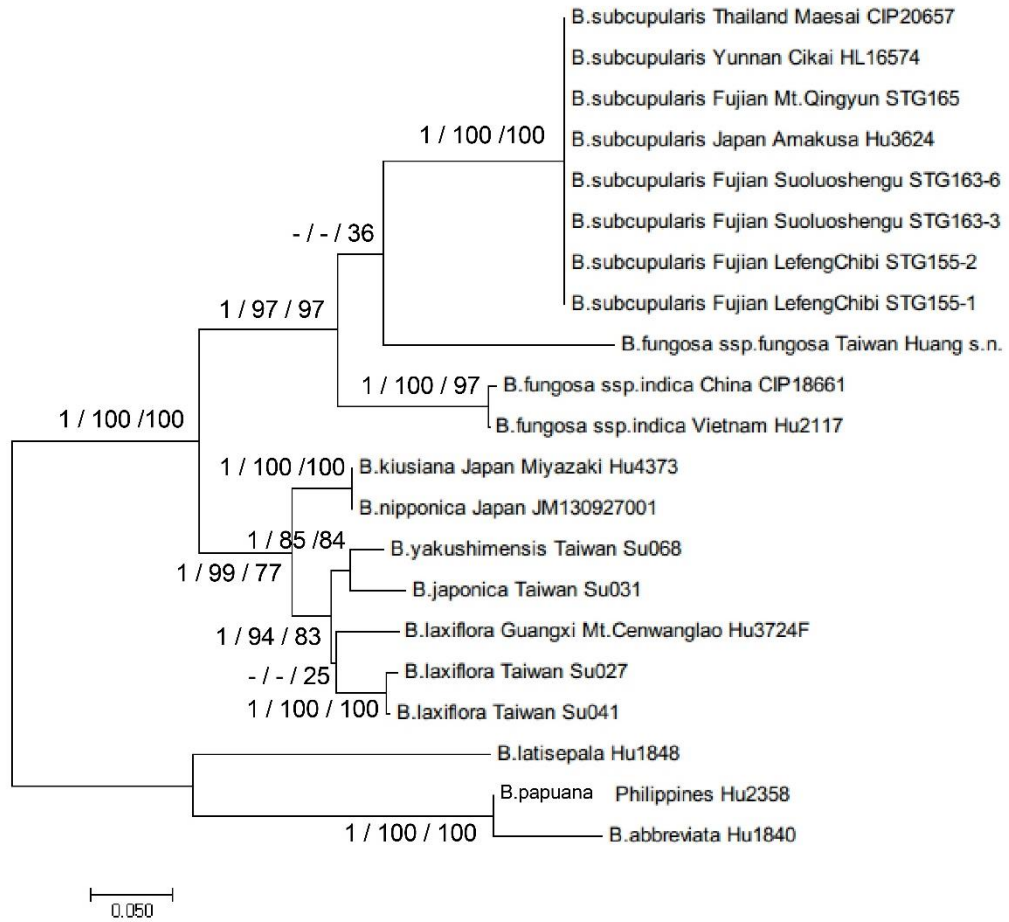 B.subcupularis Thailand Maesai CIP20657
B.subcupularis Yunnan Cikai HL16574
B.subcupularis Fujian Mt.Qingyun STG165
1 / 100 /100
B.subcupularis Japan Amakusa Hu3624
B.subcupularis Fujian Suoluoshengu STG163-6
B.subcupularis Fujian Suoluoshengu STG163-3
- / - / 36
B.subcupularis Fujian LefengChibi STG155-2
B.subcupularis Fujian LefengChibi STG155-1
1 / 97 / 97
B.fungosa ssp.fungosa Taiwan Huang s.n.
1 / 100 / 97
B.fungosa ssp.indica China CIP18661
1 / 100 /100
B.fungosa ssp.indica Vietnam Hu2117
1 / 100 /100
B.kiusiana Japan Miyazaki Hu4373
B.nipponica Japan JM130927001
1 / 85 /84
B.yakushimensis Taiwan Su068
1 / 99 / 77
B.japonica Taiwan Su031
1 / 94 / 83
B.laxiflora Guangxi Mt.Cenwanglao Hu3724F
- / - / 25
B.laxiflora Taiwan Su027
1 / 100 / 100
B.laxiflora Taiwan Su041
B.latisepala Hu1848
B.papuana Philippines Hu2358
1 / 100 / 100
B.abbreviata Hu1840
0.050